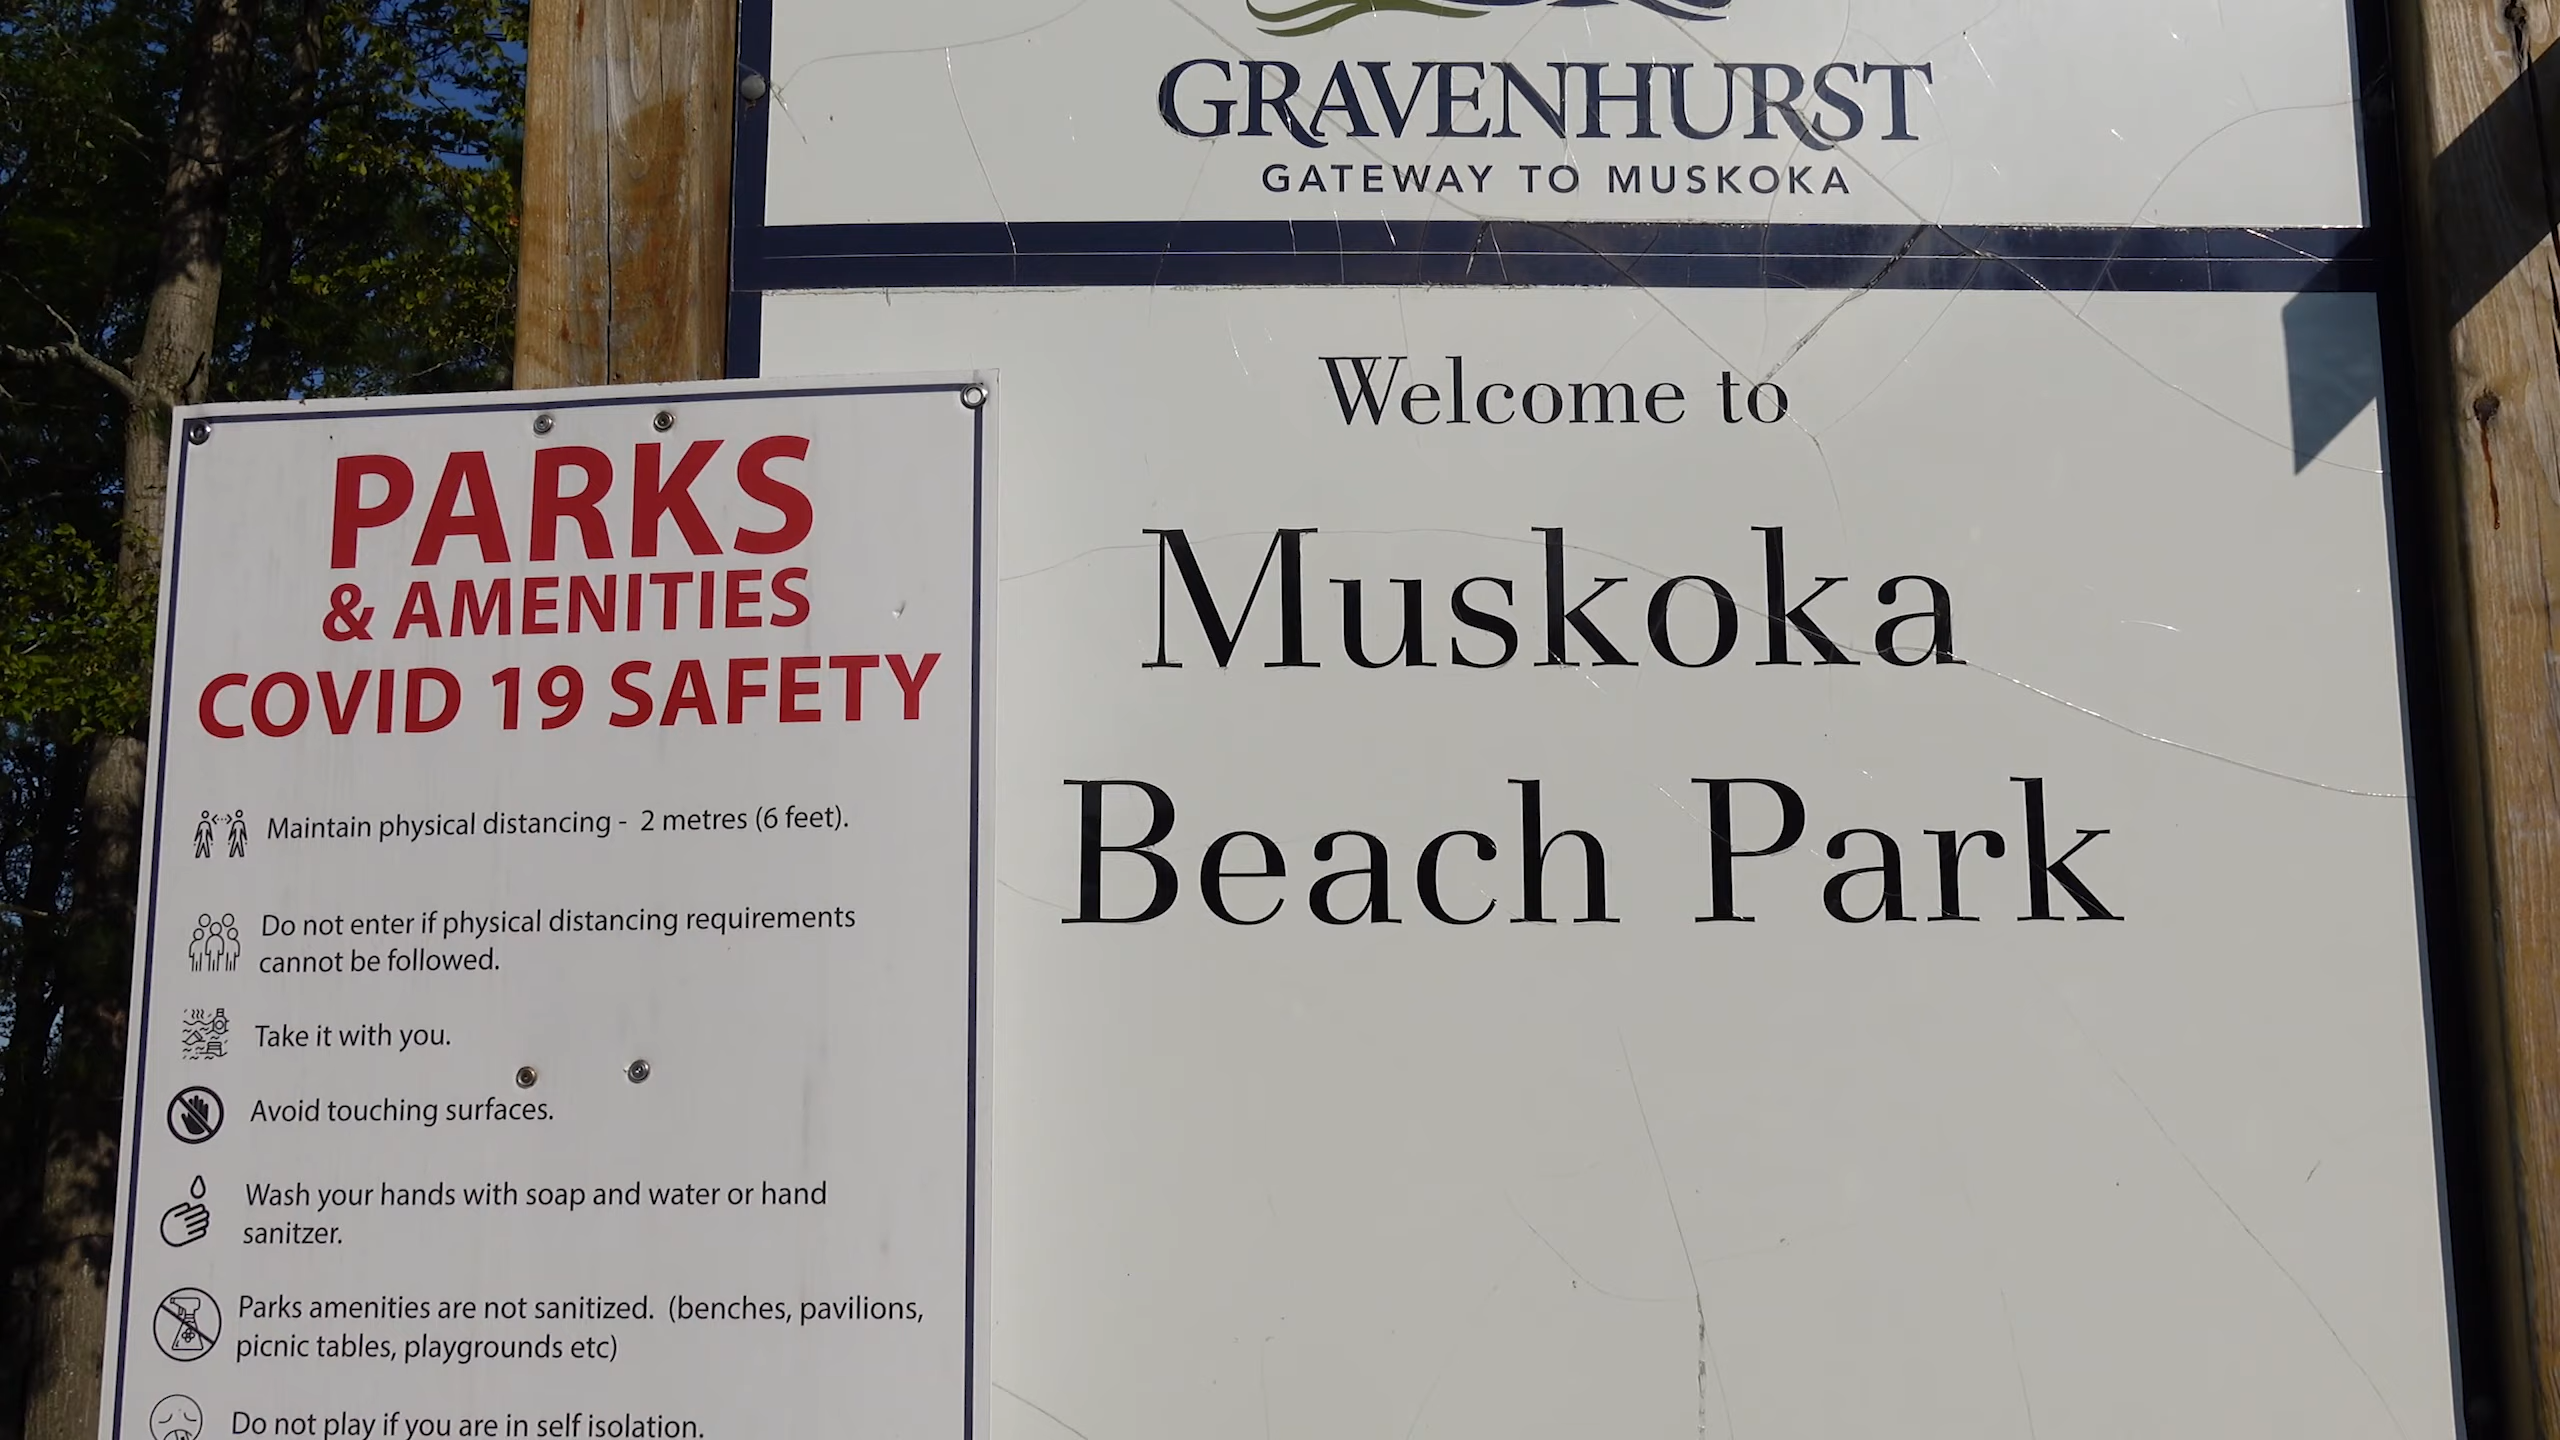 GRAVENHURST
GATEWAY TO MUSKOKA
Welcome to
Muskoka
Beach Park
PARKS
& AMENITIES
COVID 19 SAFETY
Maintain physical distancing - 2 metres (6 feet).
Do not enter if physical distancing requirements
cannot be followed.
Take it with you.
Avoid touching surfaces.
Wash your hands with soap and water or hand
sanitzer.
Parks amenities are not sanitized. (benches, pavilions,
picnic tables, playgrounds etc)
Do not play if you are in self isolation.